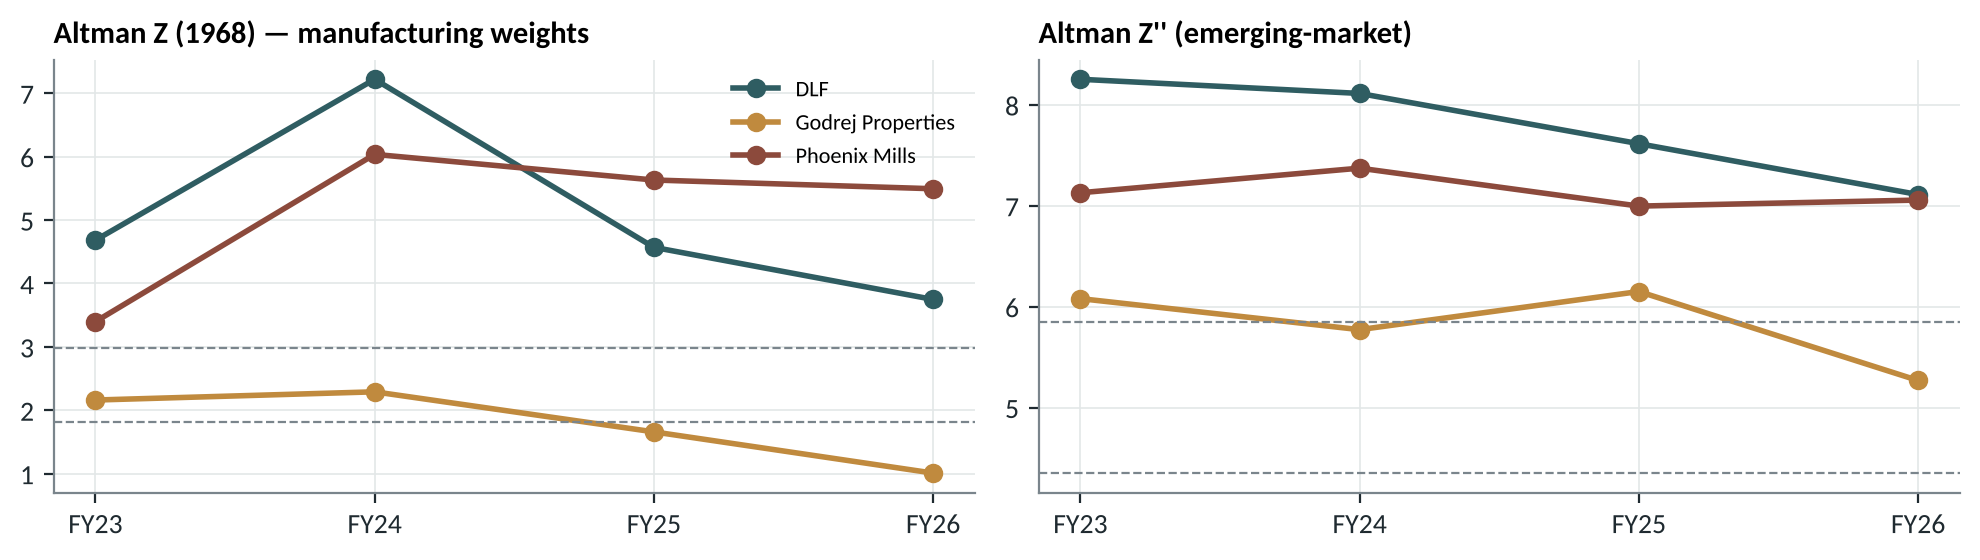 Altman Z (1968) — manufacturing weights
7
6
5
4
3
2
1
DLF
Godrej Properties
Phoenix Mills
FY23 FY24 FY25 FY26
Altman Z'' (emerging-market)
8
7
6
5
FY23 FY24 FY25 FY26